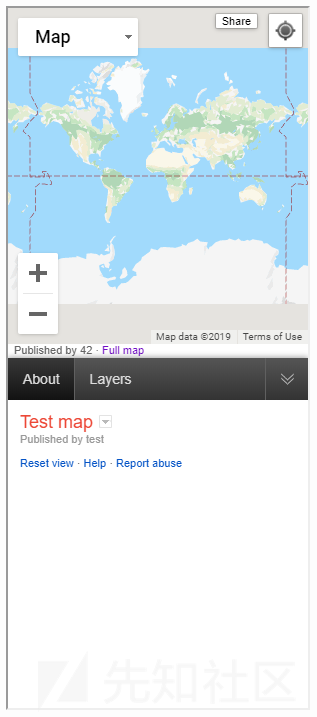 Map
Share
Map data ©2019 Terms of Use
Published by 42 · Full map
About Layers
Test map
Published by test
Reset view · Help · Report abuse
先知社区